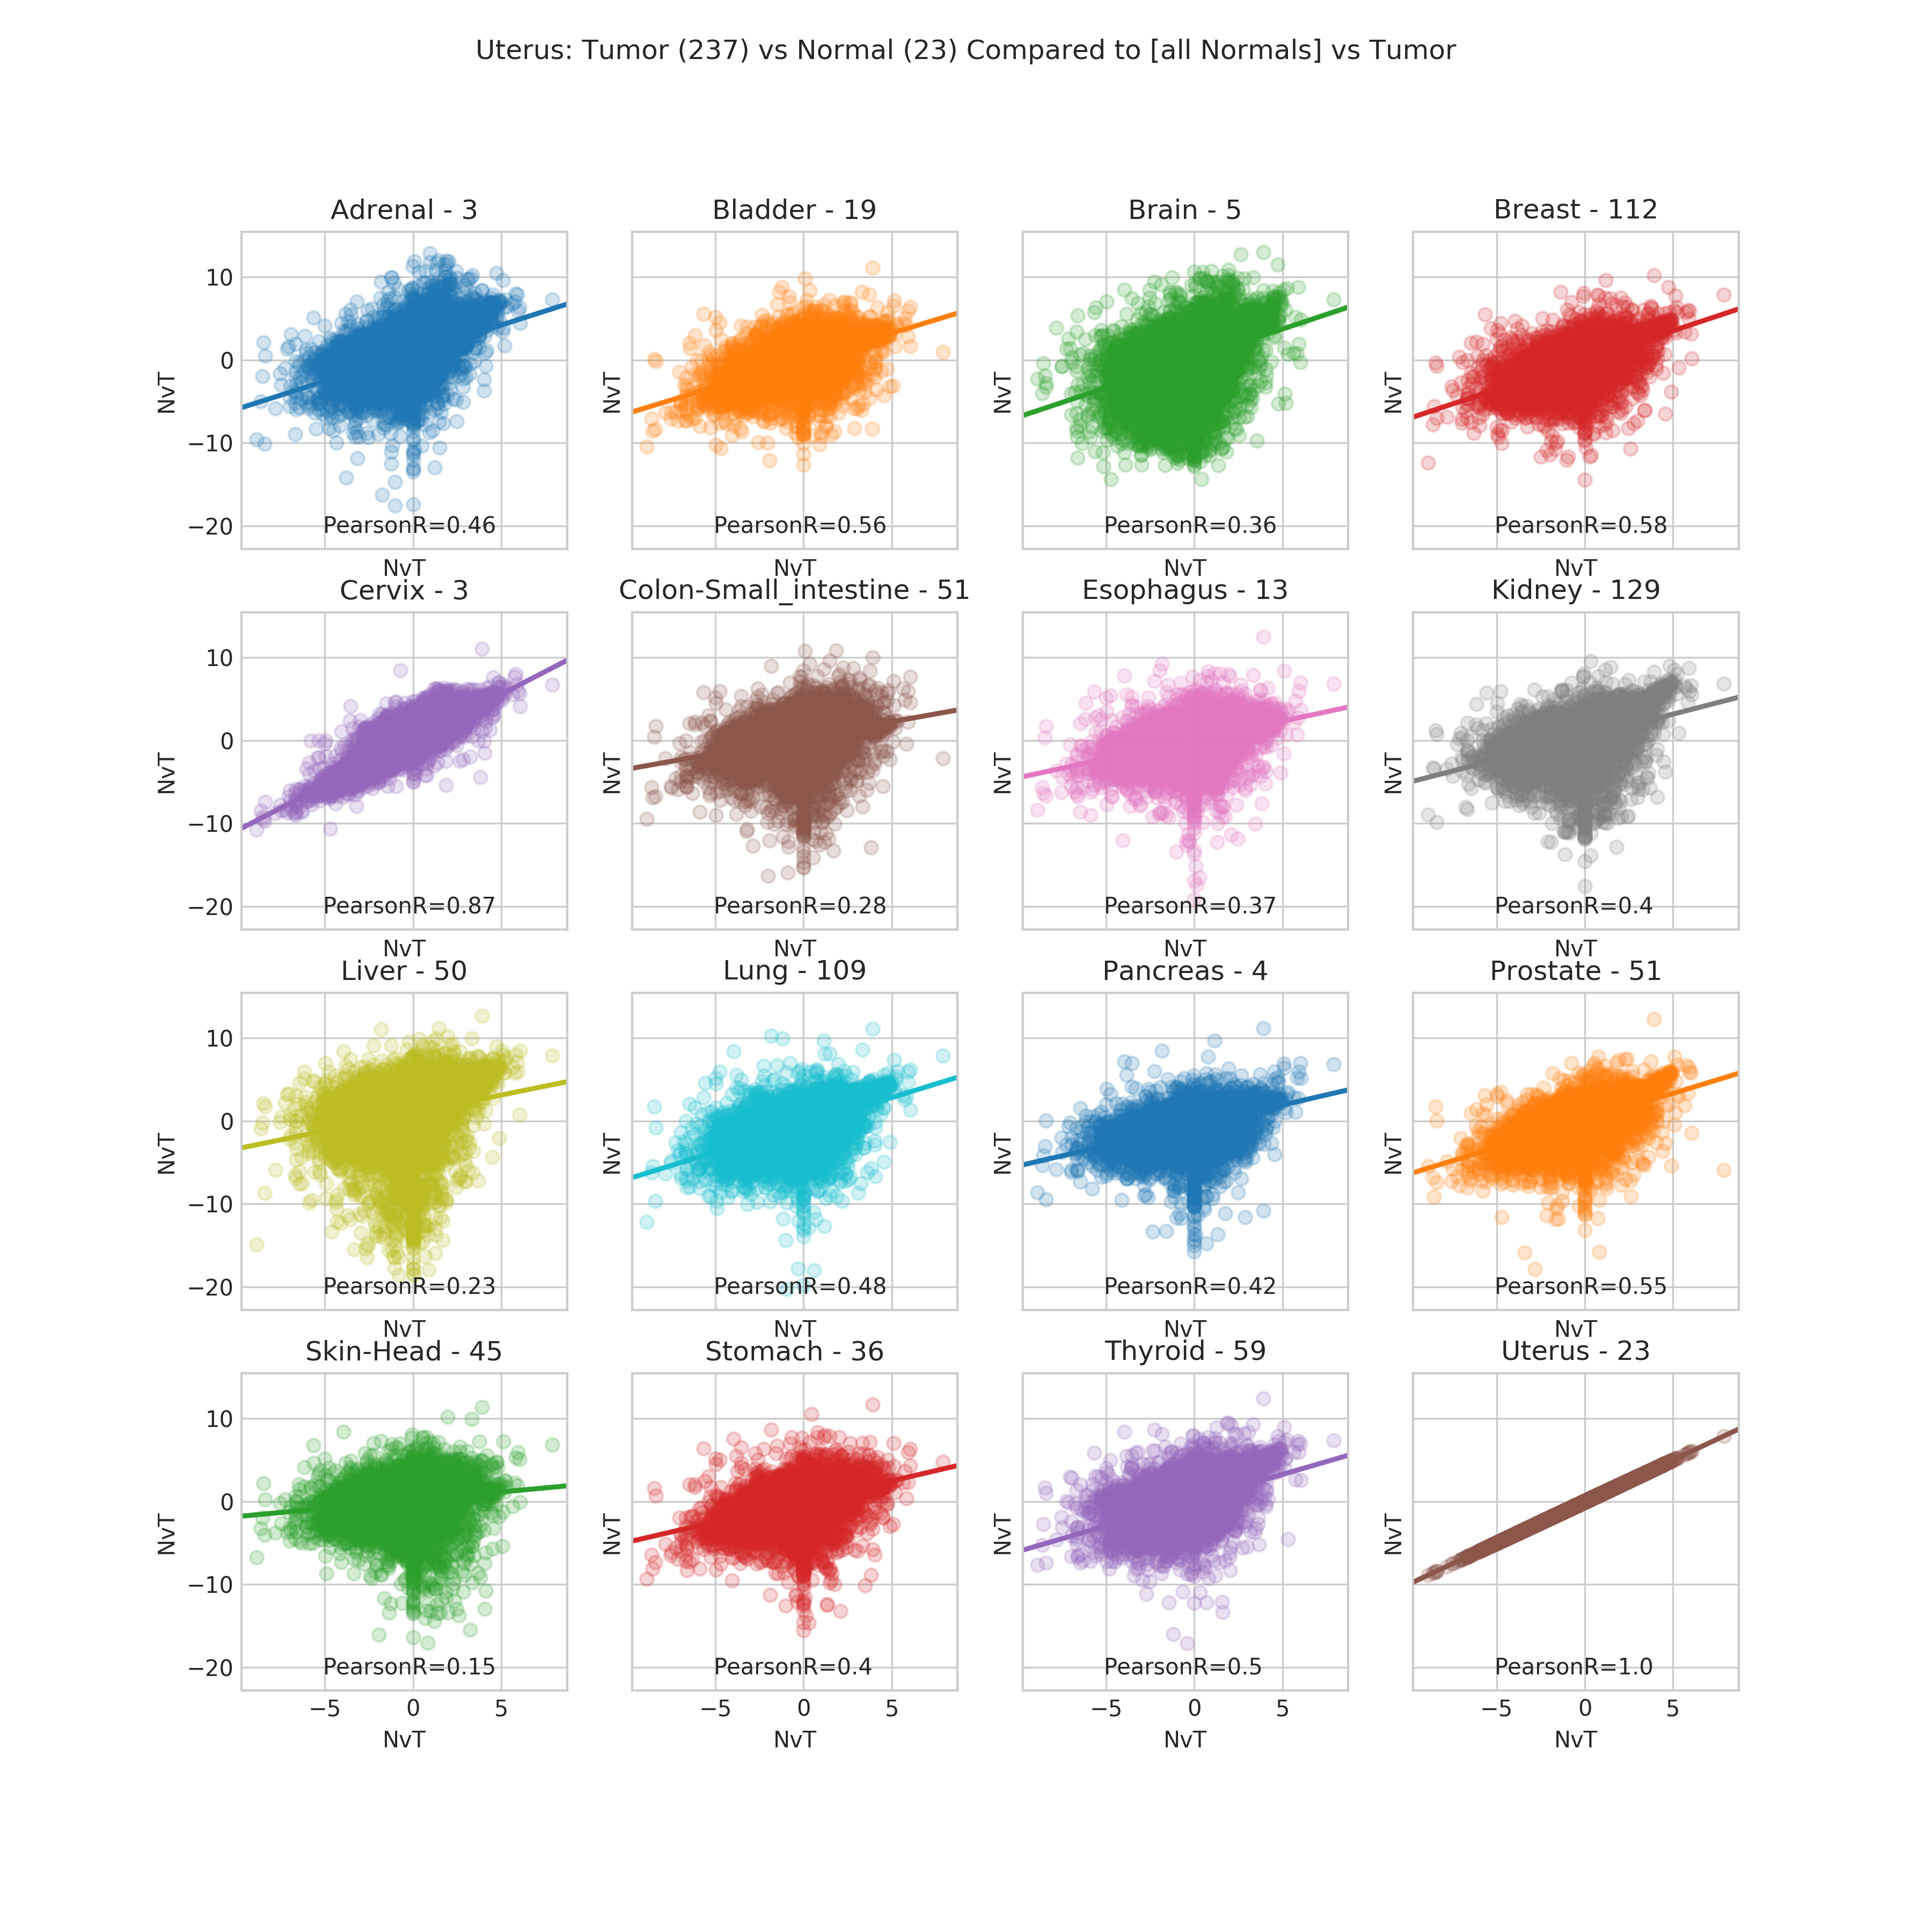 Uterus: Tumor (237) vs Normal (23) Compared to [all Normals] vs Tumor
Adrenal - 3
Bladder - 19
Brain - 5
Breast - 112
10
0
−10
−20
NvT
NvT
NvT
NvT
PearsonR=0.46
PearsonR=0.56
PearsonR=0.36
PearsonR=0.58
NvT
NvT
NvT
NvT
Cervix - 3
Colon-Small_intestine - 51
Esophagus - 13
Kidney - 129
10
0
−10
−20
NvT
NvT
NvT
NvT
PearsonR=0.87
PearsonR=0.28
PearsonR=0.37
PearsonR=0.4
NvT
NvT
NvT
NvT
Liver - 50
Lung - 109
Pancreas - 4
Prostate - 51
10
0
−10
−20
NvT
NvT
NvT
NvT
PearsonR=0.23
PearsonR=0.48
PearsonR=0.42
PearsonR=0.55
NvT
NvT
NvT
NvT
Skin-Head - 45
Stomach - 36
Thyroid - 59
Uterus - 23
10
0
−10
−20
NvT
NvT
NvT
NvT
PearsonR=0.15
PearsonR=0.4
PearsonR=0.5
PearsonR=1.0
−5 0 5
−5 0 5
−5 0 5
−5 0 5
NvT
NvT
NvT
NvT